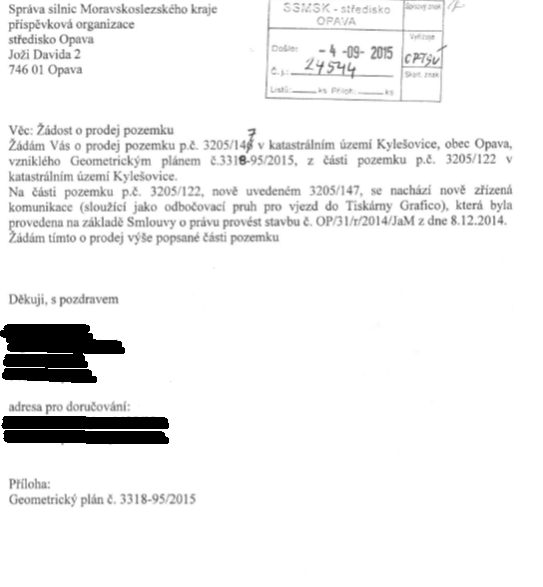 Správa silnic Moravskoslezského kraje
příspěvková organizace
středisko Opava
Joži Davida 2
746 01 Opava
SSMSK - středisko
OPAVA
Došlo: - 4 -09- 2015
Č.j.: 24544
Listů: ks Příloh: ks
Spisový znak
Vyřizuje
Skart. znak
Věc: Žádost o prodej pozemku
Žádám Vás o prodej pozemku p.č. 3205/147 v katastrálním území Kylešovice, obec Opava,
vzniklého Geometrickým plánem č.3318-95/2015, z části pozemku p.č. 3205/122 v
katastrálním území Kylešovice.
Na části pozemku p.č. 3205/122, nově uvedeném 3205/147, se nachází nově zřízená
komunikace (sloužící jako odbočovací pruh pro vjezd do Tiskárny Grafico), která byla
provedena na základě Smlouvy o právu provést stavbu č. OP/31/r/2014/JaM z dne 8.12.2014.
Žádám tímto o prodej výše popsané části pozemku
Děkuji, s pozdravem
adresa pro doručování:
Příloha:
Geometrický plán č. 3318-95/2015